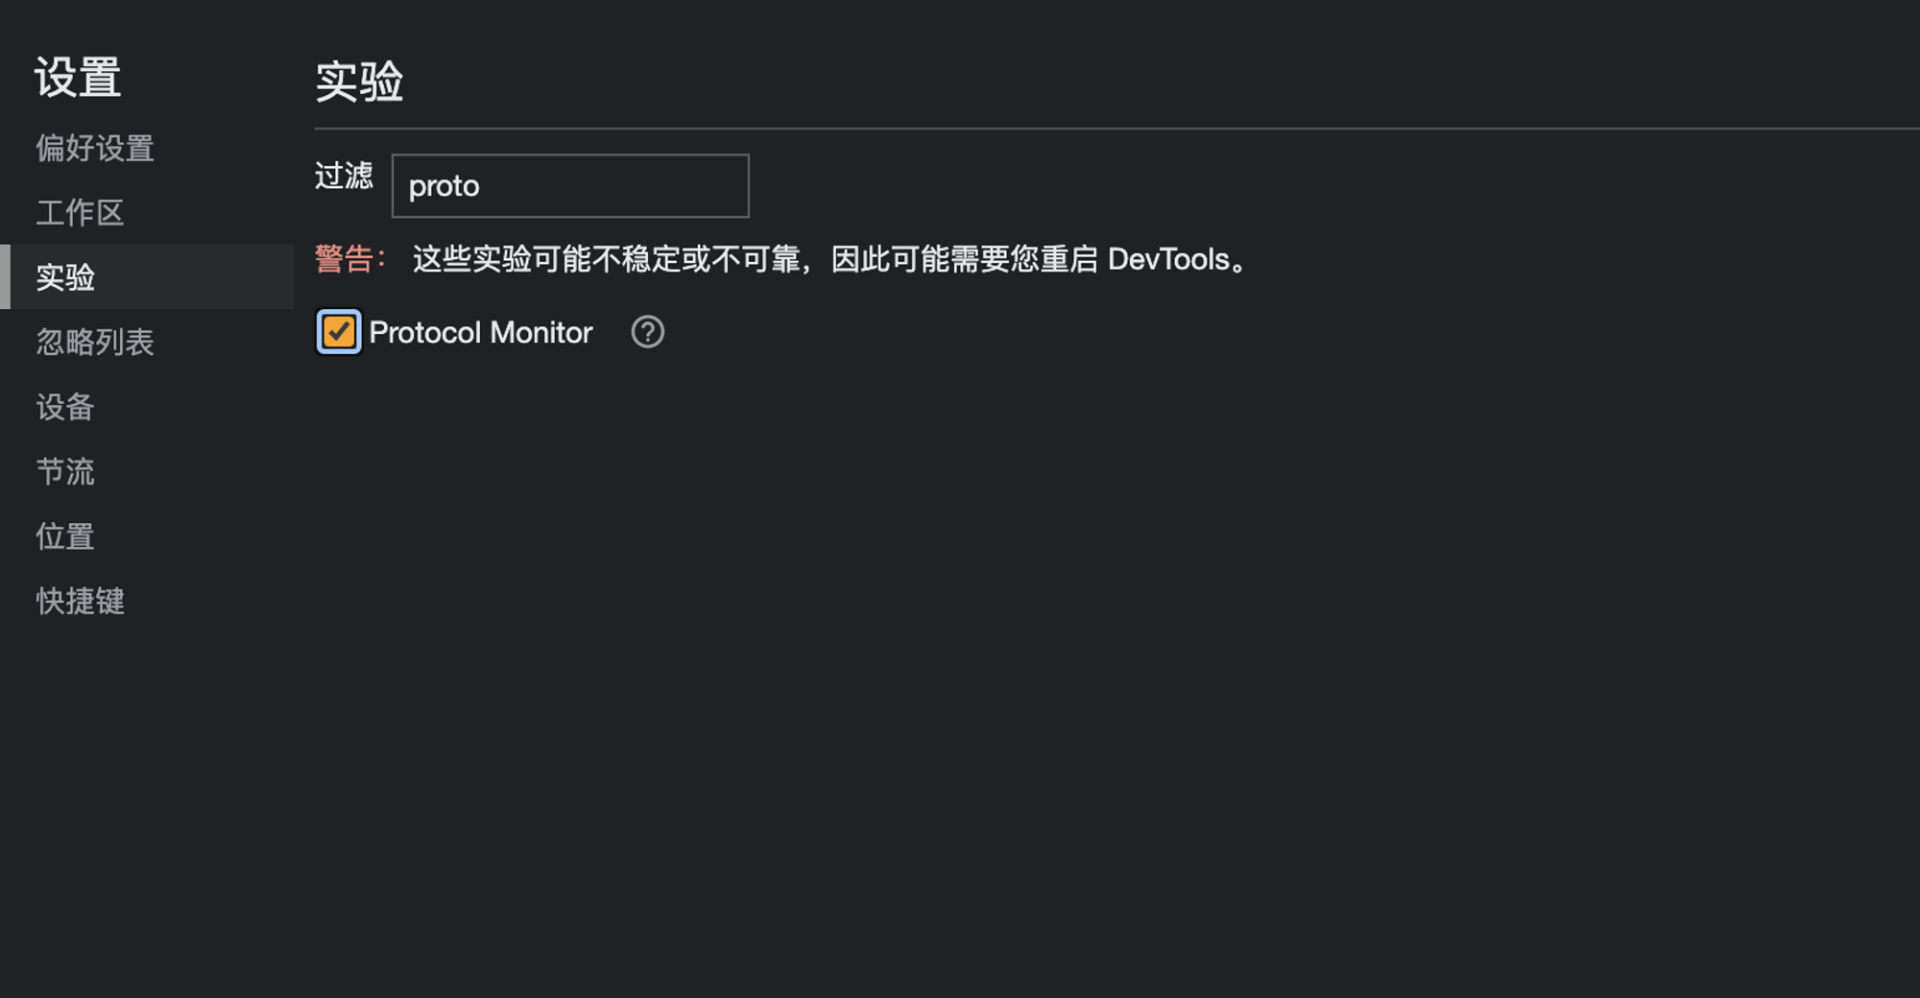 设置
偏好设置
工作区
实验
忽略列表
设备
节流
位置
快捷键
实验
过滤 proto
警告： 这些实验可能不稳定或不可靠，因此可能需要您重启 DevTools。
Protocol Monitor ?